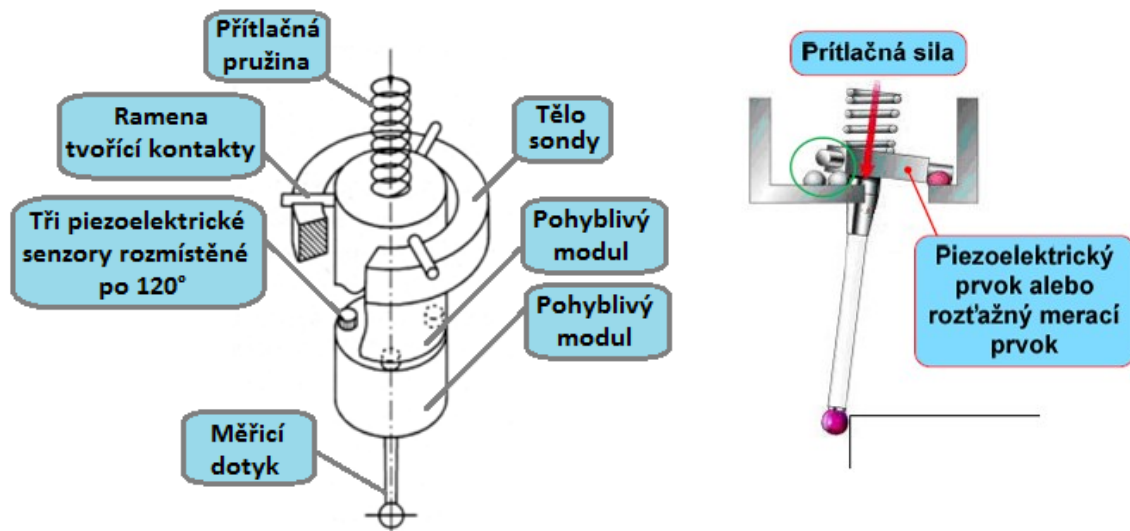 Přítlačná
pružina
Ramena
tvořící kontakty
Tělo
sondy
Tři piezoelektrické
senzory rozmístěné
po 120°
Pohyblivý
modul
Pohyblivý
modul
Měřicí
dotyk
Prítlačná sila
Piezoelektrický
prvok alebo
rozťažný merací
prvok